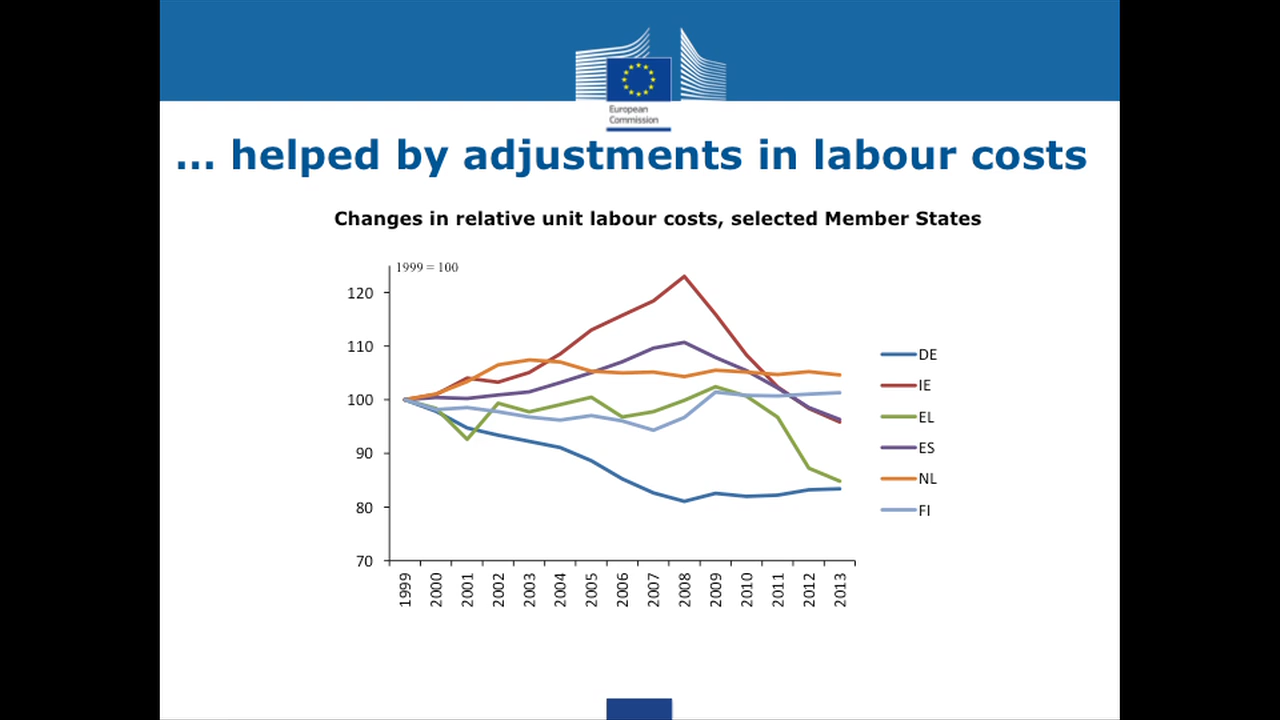 European
Commission
... helped by adjustments in labour costs
Changes in relative unit labour costs, selected Member States
1999 = 100
120
110
100
90
80
70
1999 2000 2001 2002 2003 2004 2005 2006 2007 2008 2009 2010 2011 2012 2013
DE
IE
EL
ES
NL
FI